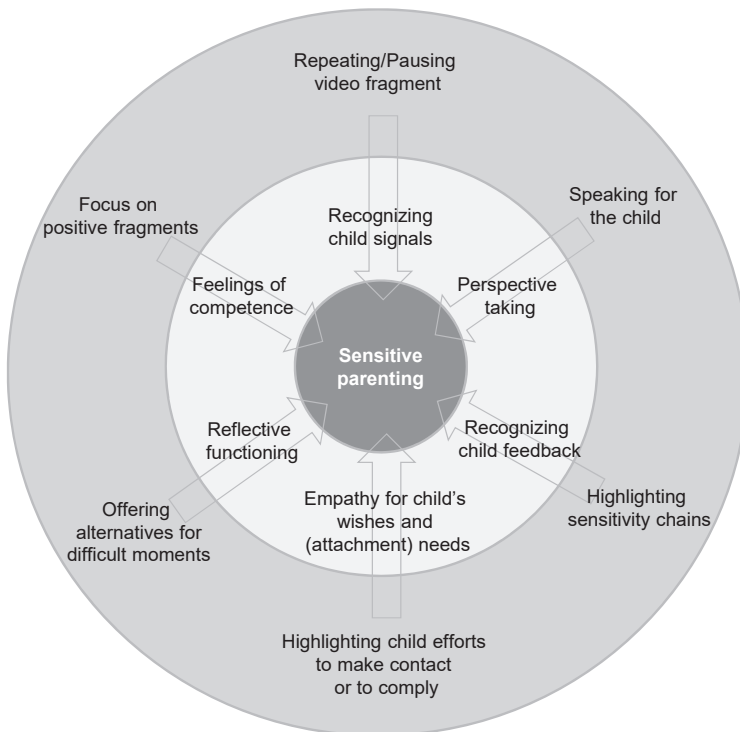 Repeating/Pausing
video fragment
Focus on
positive fragments
Speaking for
the child
Recognizing
child signals
Feelings of
competence
Perspective
taking
Sensitive
parenting
Reflective
functioning
Recognizing
child feedback
Empathy for child’s
wishes and
(attachment) needs
Offering
alternatives for
difficult moments
Highlighting
sensitivity chains
Highlighting child efforts
to make contact
or to comply